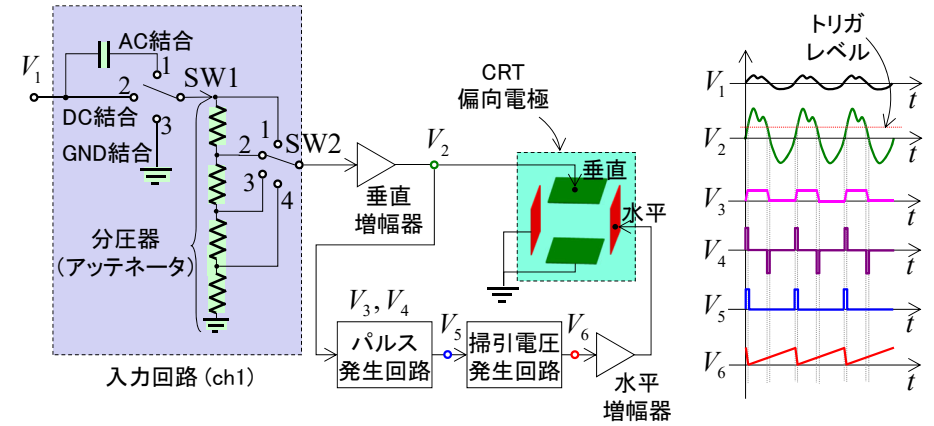 AC結合
V1
1
2
SW1
DC結合
3
GND結合
1
2
SW2
3
4
分圧器
(アッテネータ)
入力回路 (ch1)
垂直
増幅器
V2
CRT
偏向電極
垂直
水平
V3, V4
パルス
発生回路
V5
掃引電圧
発生回路
V6
水平
増幅器
トリガ
レベル
V1
t
V2
t
V3
t
V4
t
V5
t
V6
t